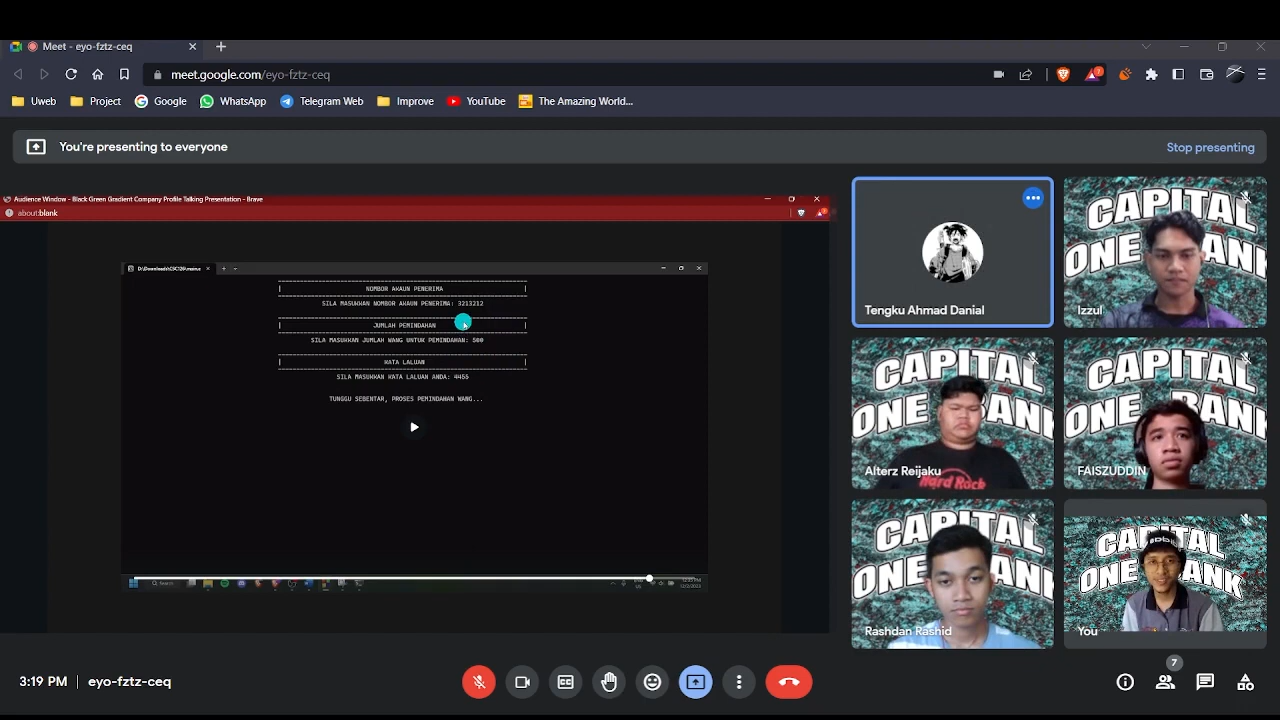 Meet - eyo-fztz-ceq
meet.google.com/eyo-fztz-ceq
Uweb Project Google WhatsApp Telegram Web Improve YouTube The Amazing World...
You're presenting to everyone
Stop presenting
Audience Window - Black Green Gradient Company Profile Talking Presentation - Brave
about:blank
NOMBOR AKAUN PENERIMA
SILA MASUKKAN NOMBOR AKAUN PENERIMA: 3213212
JUMLAH PEMINDAHAN
SILA MASUKKAN JUMLAH WANG UNTUK PEMINDAHAN: 500
KATA LALUAN
SILA MASUKKAN KATA LALUAN ANDA: 4455
TUNGGU SEBENTAR, PROSES PEMINDAHAN WANG...
Search
Tengku Ahmad Danial
CAPITAL
ONE BANK
Izzul
CAPITAL
ONE BANK
Hard Rock
Alterz Reijaku
CAPITAL
ONE BANK
FAISZUDDIN
CAPITAL
ONE BANK
Rashdan Rashid
CAPITAL
ONE BANK
You
3:19 PM | eyo-fztz-ceq
7